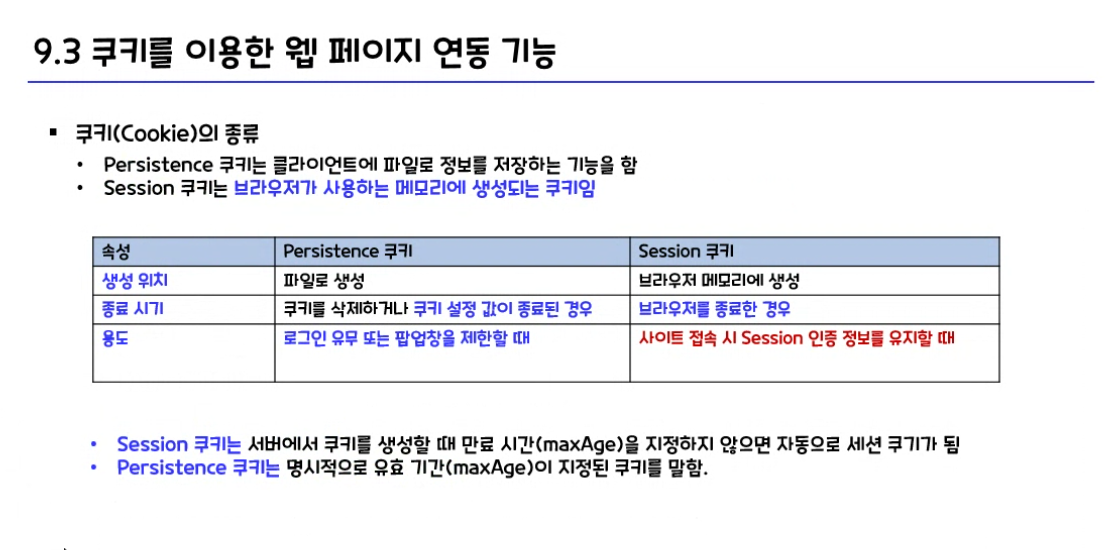 9.3 쿠키를 이용한 웹 페이지 연동 기능
▪ 쿠키(Cookie)의 종류
• Persistence 쿠키는 클라이언트에 파일로 정보를 저장하는 기능을 함
• Session 쿠키는 브라우저가 사용하는 메모리에 생성되는 쿠키임
속성 Persistence 쿠키 Session 쿠키
생성 위치 파일로 생성 브라우저 메모리에 생성
종료 시기 쿠키를 삭제하거나 쿠키 설정 값이 종료된 경우 브라우저를 종료한 경우
용도 로그인 유무 또는 팝업창을 제한할 때 사이트 접속 시 Session 인증 정보를 유지할 때
• Session 쿠키는 서버에서 쿠키를 생성할 때 만료 시간(maxAge)을 지정하지 않으면 자동으로 세션 쿠기가 됨
• Persistence 쿠키는 명시적으로 유효 기간(maxAge)이 지정된 쿠키를 말함.